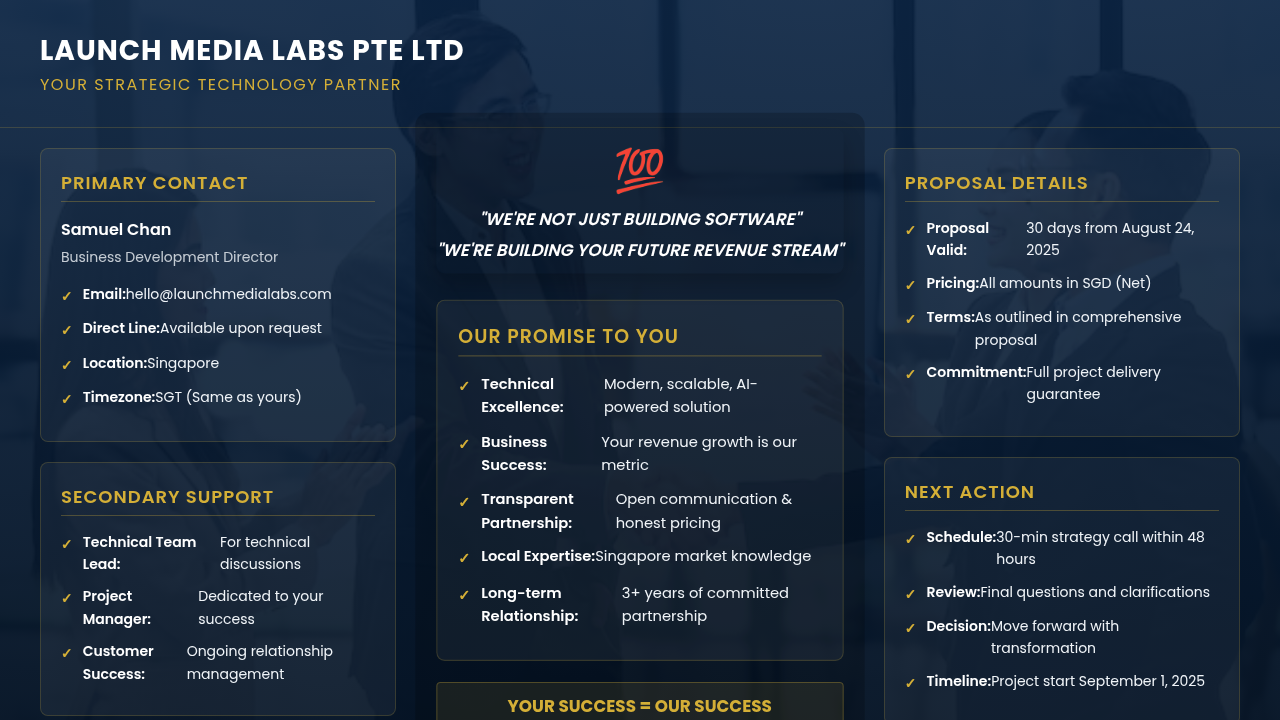 LAUNCH MEDIA LABS PTE LTD
YOUR STRATEGIC TECHNOLOGY PARTNER
PRIMARY CONTACT
Samuel Chan
Business Development Director
✓ Email:hello@launchmedialabs.com
✓ Direct Line:Available upon request
✓ Location:Singapore
✓ Timezone:SGT (Same as yours)
SECONDARY SUPPORT
✓ Technical Team Lead: For technical discussions
✓ Project Manager: Dedicated to your success
✓ Customer Success: Ongoing relationship management
💯
"WE'RE NOT JUST BUILDING SOFTWARE"
"WE'RE BUILDING YOUR FUTURE REVENUE STREAM"
OUR PROMISE TO YOU
✓ Technical Excellence: Modern, scalable, AI-powered solution
✓ Business Success: Your revenue growth is our metric
✓ Transparent Partnership: Open communication & honest pricing
✓ Local Expertise:Singapore market knowledge
✓ Long-term Relationship: 3+ years of committed partnership
YOUR SUCCESS = OUR SUCCESS
PROPOSAL DETAILS
✓ Proposal Valid: 30 days from August 24, 2025
✓ Pricing:All amounts in SGD (Net)
✓ Terms:As outlined in comprehensive proposal
✓ Commitment:Full project delivery guarantee
NEXT ACTION
✓ Schedule:30-min strategy call within 48 hours
✓ Review:Final questions and clarifications
✓ Decision:Move forward with transformation
✓ Timeline:Project start September 1, 2025